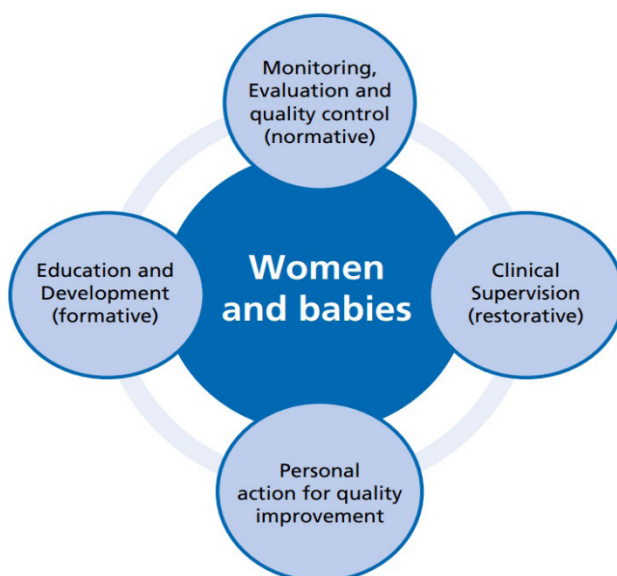 Monitoring,
Evaluation and
quality control
(normative)
Education and
Development
(formative)
Women
and babies
Clinical
Supervision
(restorative)
Personal
action for quality
improvement